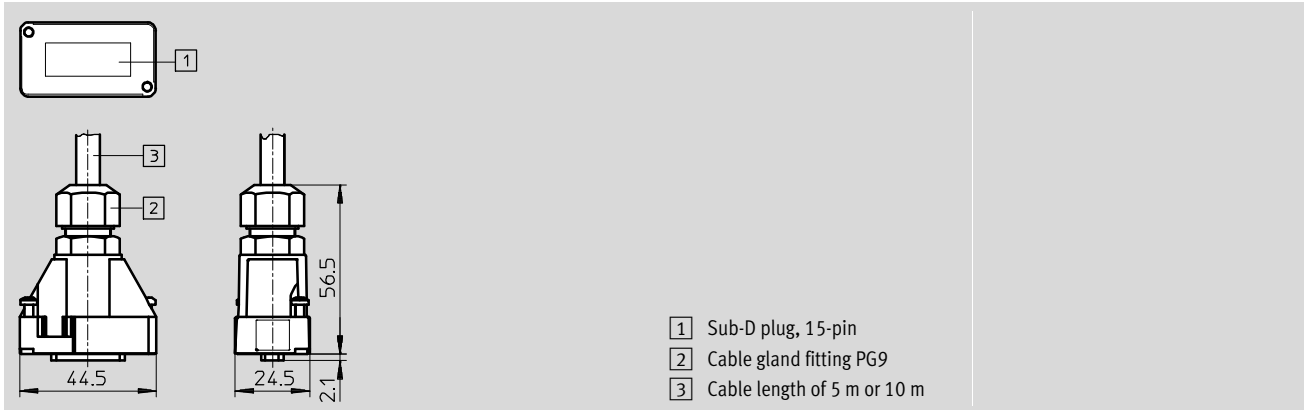 1
3
2
56.5
44.5
24.5
2.1
1 Sub-D plug, 15-pin
2 Cable gland fitting PG9
3 Cable length of 5 m or 10 m